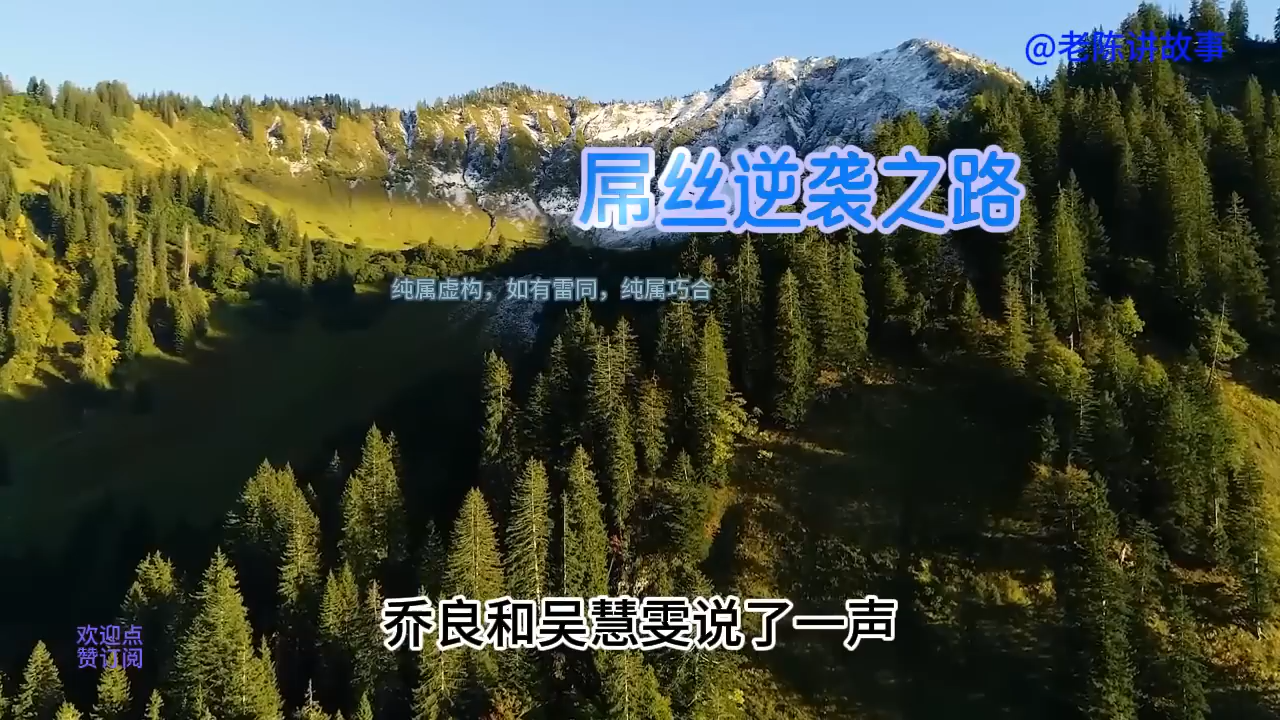 @老陈讲故事
屌丝逆袭之路
纯属虚构，如有雷同，纯属巧合
乔良和吴慧雯说了一声
欢迎点
赞订阅